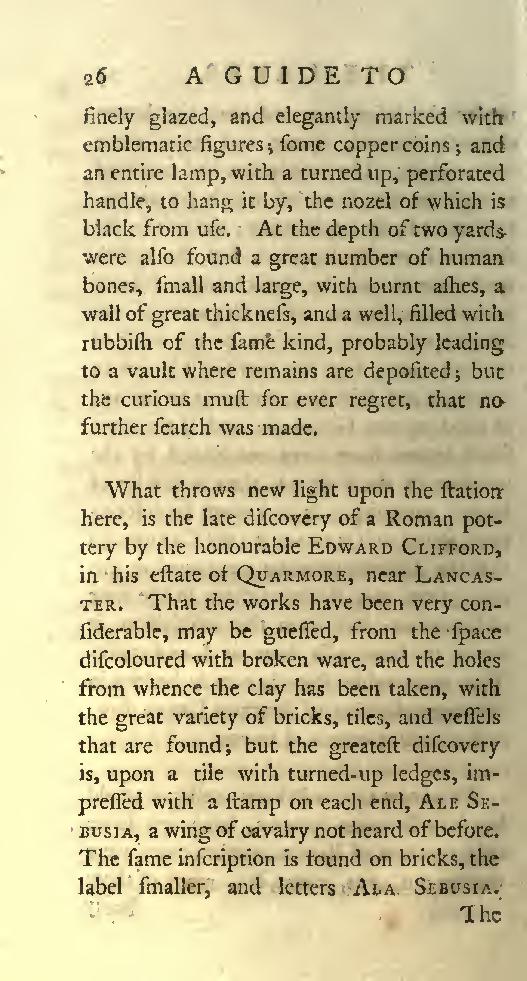 26 A GUIDE TO
finely glazed, and elegantly marked with
emblematic figures; ſome copper coins; and
an entire lamp, with a turned up, perforated
handle, to hang it by, the nozel of which is
black from uſe. At the depth of two yards
were alſo found a great number of human
bones, ſmall and large, with burnt aſhes, a
wall of great thickneſs, and a well, filled with
rubbiſh of the ſame kind, probably leading
to a vault where remains are depoſited; but
the curious muſt for ever regret, that no
further ſearch was made.
What throws new light upon the ſtation
here, is the late diſcovery of a Roman pot-
tery by the honourable EDWARD CLIFFORD,
in his eſtate of QUARMORE, near LANCAS-
TER. That the works have been very con-
ſiderable, may be gueſſed, from the ſpace
diſcoloured with broken ware, and the holes
from whence the clay has been taken, with
the great variety of bricks, tiles, and veſſels
that are found; but the greateſt diſcovery
is, upon a tile with turned-up ledges, im-
preſſed with a ſtamp on each end, ALE SE-
BUSIA, a wing of cavalry not heard of before.
The ſame inſcription is found on bricks, the
label ſmaller, and letters ALA SEBUSIA.
The